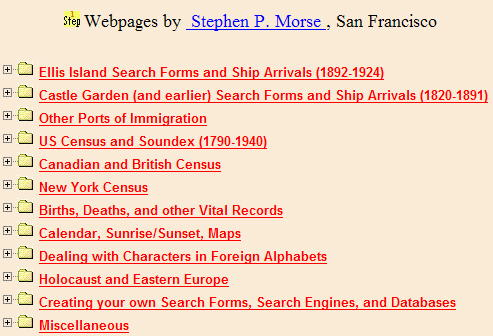 1 Step Webpages by Stephen P. Morse , San Francisco
Ellis Island Search Forms and Ship Arrivals (1892-1924)
Castle Garden (and earlier) Search Forms and Ship Arrivals (1820-1891)
Other Ports of Immigration
US Census and Soundex (1790-1940)
Canadian and British Census
New York Census
Births, Deaths, and other Vital Records
Calendar, Sunrise/Sunset, Maps
Dealing with Characters in Foreign Alphabets
Holocaust and Eastern Europe
Creating your own Search Forms, Search Engines, and Databases
Miscellaneous